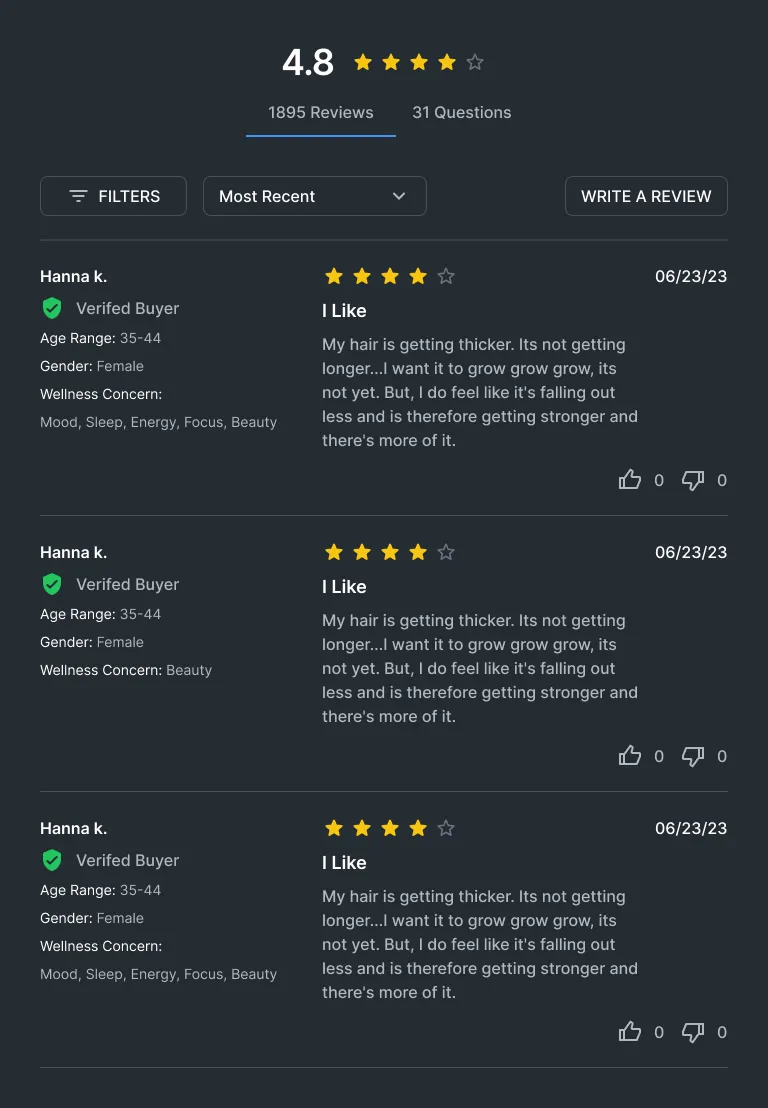 4.8
1895 Reviews
31 Questions
FILTERS
Most Recent
WRITE A REVIEW
Hanna k.
Verifed Buyer
Age Range: 35-44
Gender: Female
Wellness Concern:
Mood, Sleep, Energy, Focus, Beauty
06/23/23
I Like
My hair is getting thicker. Its not getting
longer...I want it to grow grow grow, its
not yet. But, I do feel like it's falling out
less and is therefore getting stronger and
there's more of it.
0
0
Hanna k.
Verifed Buyer
Age Range: 35-44
Gender: Female
Wellness Concern: Beauty
06/23/23
I Like
My hair is getting thicker. Its not getting
longer...I want it to grow grow grow, its
not yet. But, I do feel like it's falling out
less and is therefore getting stronger and
there's more of it.
0
0
Hanna k.
Verifed Buyer
Age Range: 35-44
Gender: Female
Wellness Concern:
Mood, Sleep, Energy, Focus, Beauty
06/23/23
I Like
My hair is getting thicker. Its not getting
longer...I want it to grow grow grow, its
not yet. But, I do feel like it's falling out
less and is therefore getting stronger and
there's more of it.
0
0